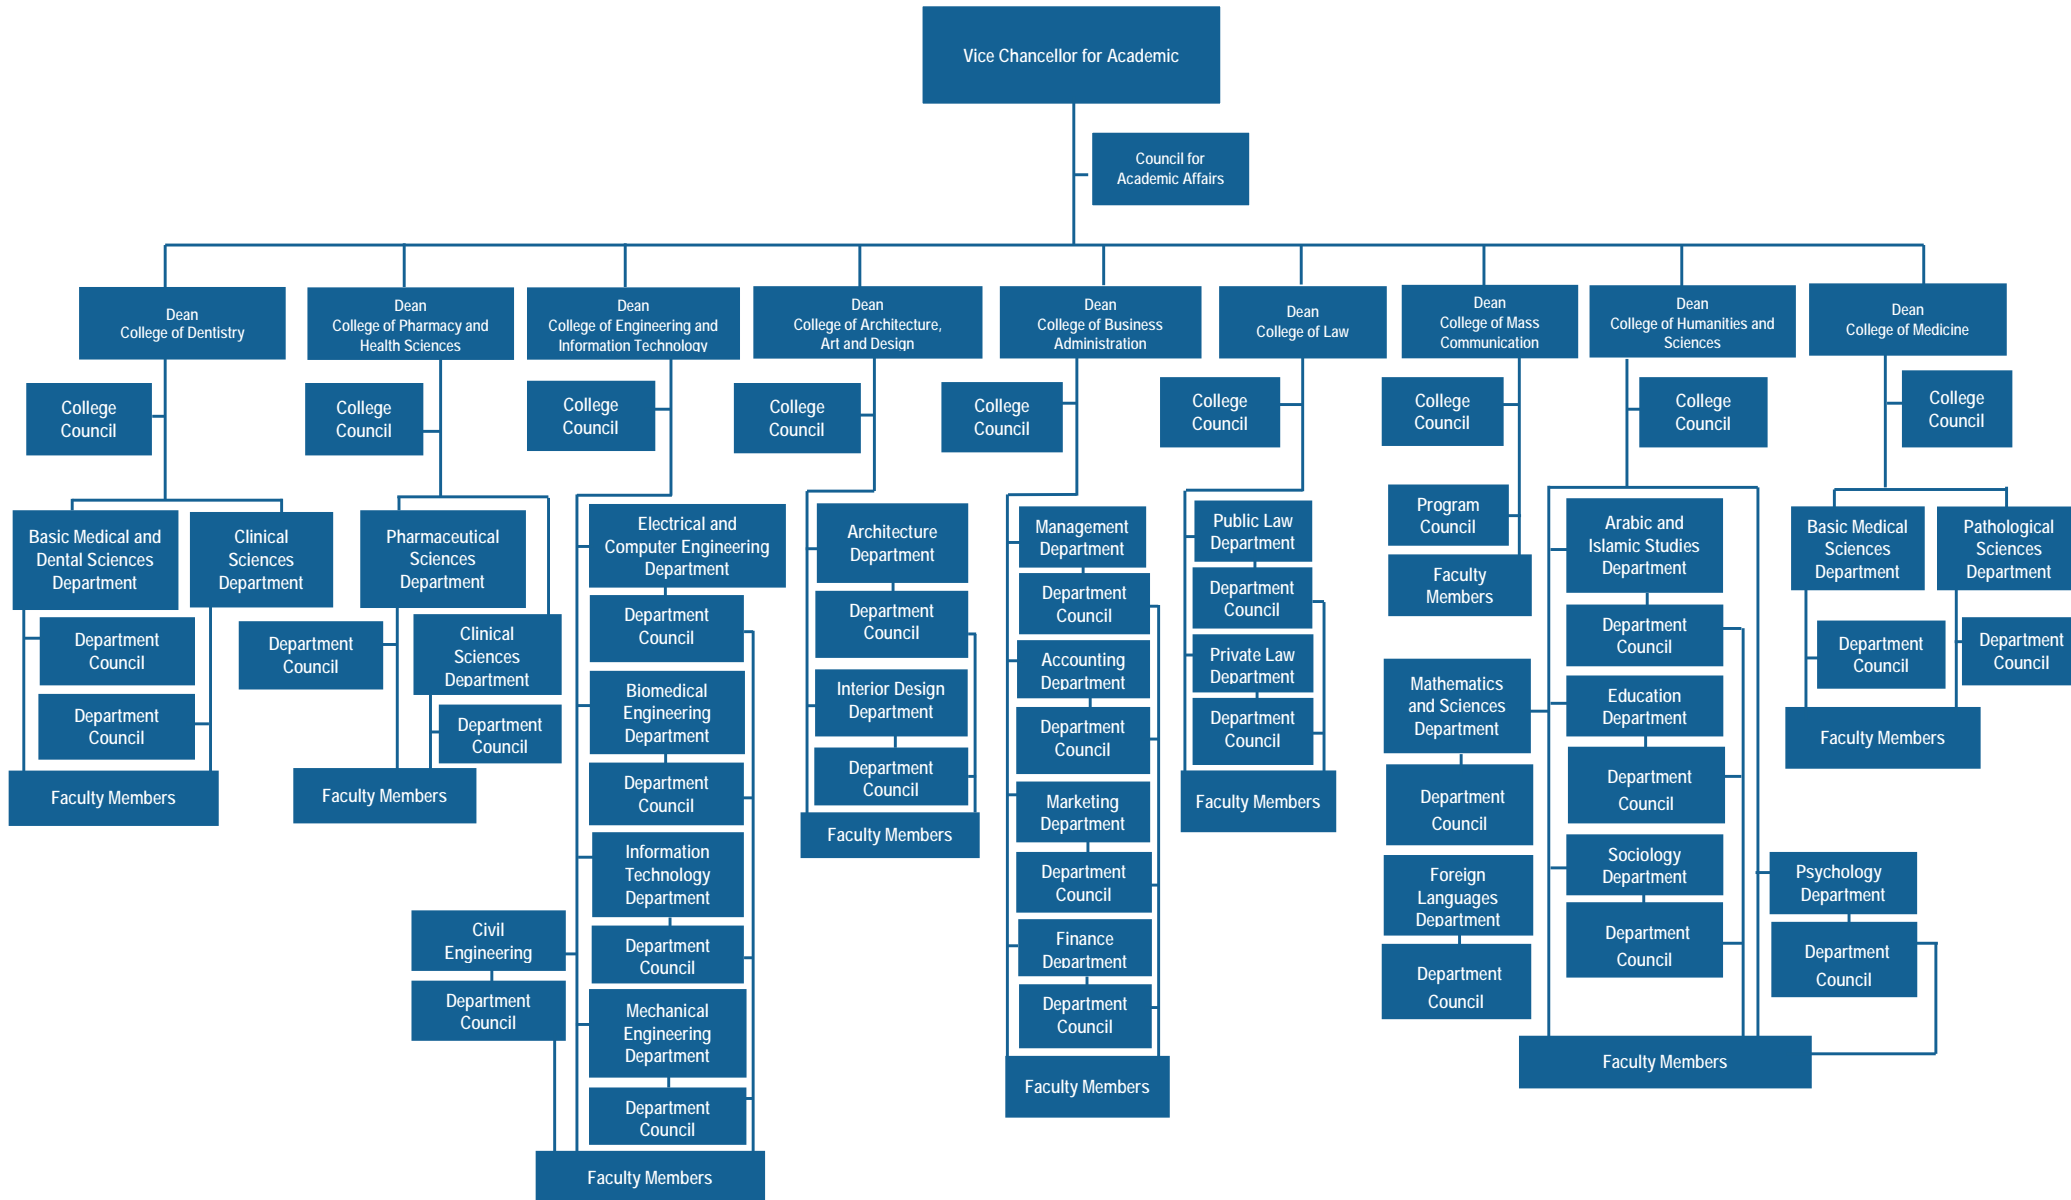 Vice Chancellor for Academic
Council for
Academic Affairs
Dean
College of Dentistry
Dean
College of Pharmacy and
Health Sciences
Dean
College of Engineering and
Information Technology
Dean
College of Architecture,
Art and Design
Dean
College of Business
Administration
Dean
College of Law
Dean
College of Mass
Communication
Dean
College of Humanities and
Sciences
Dean
College of Medicine
College
Council
College
Council
College
Council
College
Council
College
Council
College
Council
College
Council
College
Council
College
Council
Basic Medical and
Dental Sciences
Department
Clinical
Sciences
Department
Department
Council
Department
Council
Faculty Members
Pharmaceutical
Sciences
Department
Department
Council
Clinical
Sciences
Department
Department
Council
Faculty Members
Electrical and
Computer Engineering
Department
Department
Council
Biomedical
Engineering
Department
Department
Council
Information
Technology
Department
Civil
Engineering
Department
Council
Department
Council
Mechanical
Engineering
Department
Department
Council
Faculty Members
Architecture
Department
Department
Council
Interior Design
Department
Department
Council
Faculty Members
Management
Department
Department
Council
Accounting
Department
Department
Council
Marketing
Department
Department
Council
Finance
Department
Department
Council
Faculty Members
Public Law
Department
Department
Council
Private Law
Department
Department
Council
Faculty Members
Program
Council
Faculty
Members
Mathematics
and Sciences
Department
Department
Council
Foreign
Languages
Department
Department
Council
Arabic and
Islamic Studies
Department
Department
Council
Education
Department
Department
Council
Sociology
Department
Department
Council
Psychology
Department
Department
Council
Faculty Members
Basic Medical
Sciences
Department
Pathological
Sciences
Department
Department
Council
Department
Council
Faculty Members